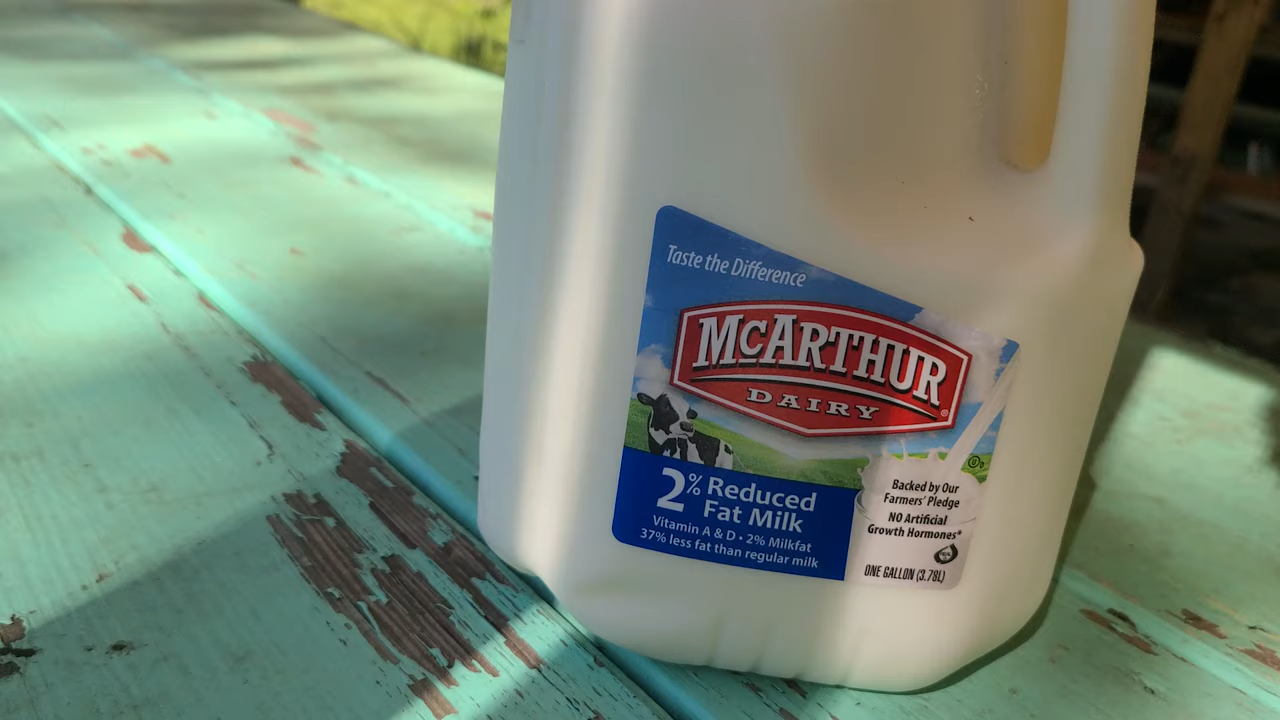 Taste the Difference
McARTHUR
DAIRY
2% Reduced
Fat Milk
Vitamin A & D • 2% Milkfat
37% less fat than regular milk
Backed by Our
Farmers' Pledge
NO Artificial
Growth Hormones*
ONE GALLON (3.78L)